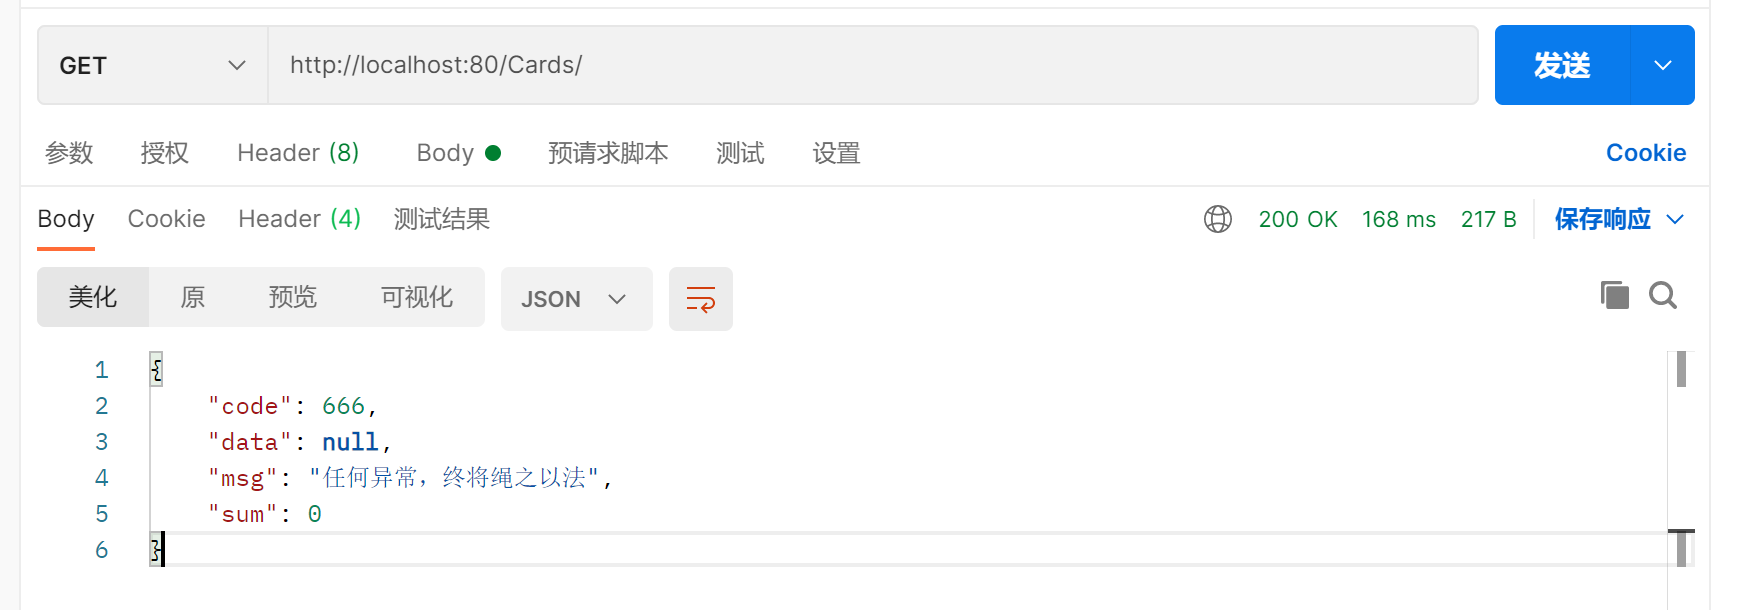 GET http://localhost:80/Cards/ 发送
参数 授权 Header (8) Body 预请求脚本 测试 设置 Cookie
Body Cookie Header (4) 测试结果 200 OK 168 ms 217 B 保存响应
美化 原 预览 可视化 JSON
1 {
2 "code": 666,
3 "data": null,
4 "msg": "任何异常，终将绳之以法",
5 "sum": 0
6 }